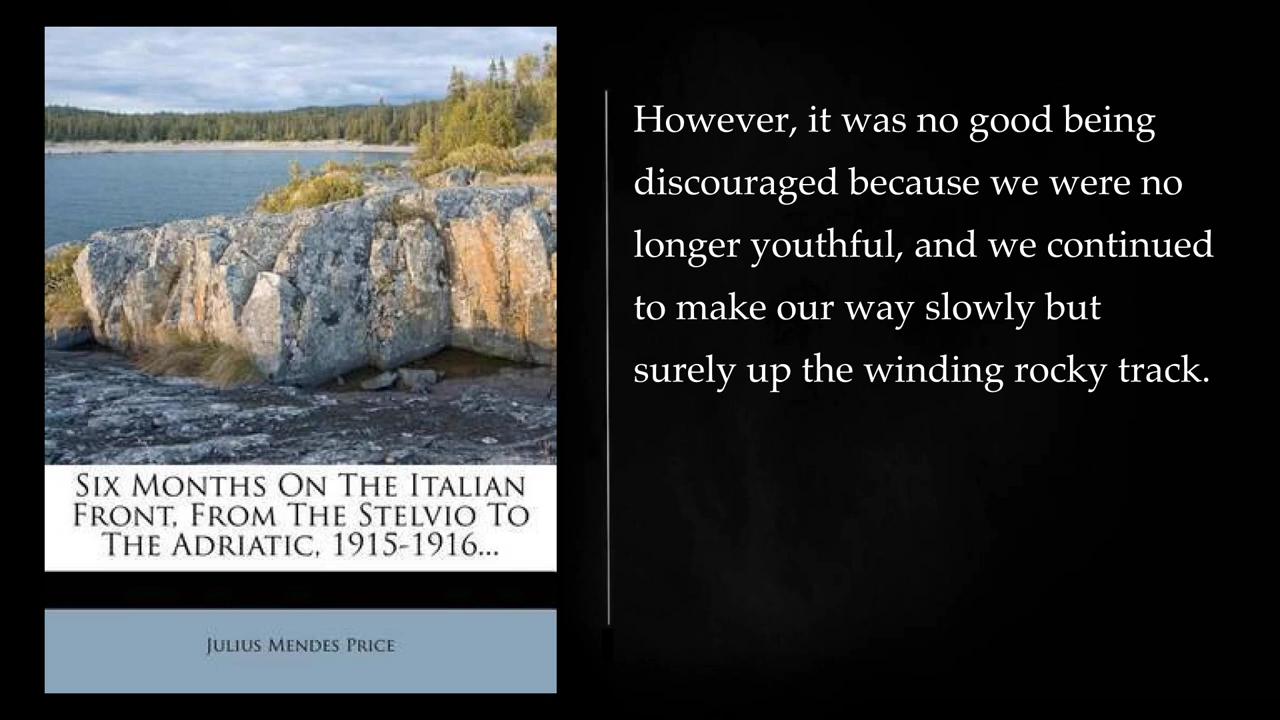 However, it was no good being
discouraged because we were no
longer youthful, and we continued
to make our way slowly but
surely up the winding rocky track.
Six Months On The Italian
Front, From The Stelvio To
The Adriatic, 1915-1916...
Julius Mendes Price